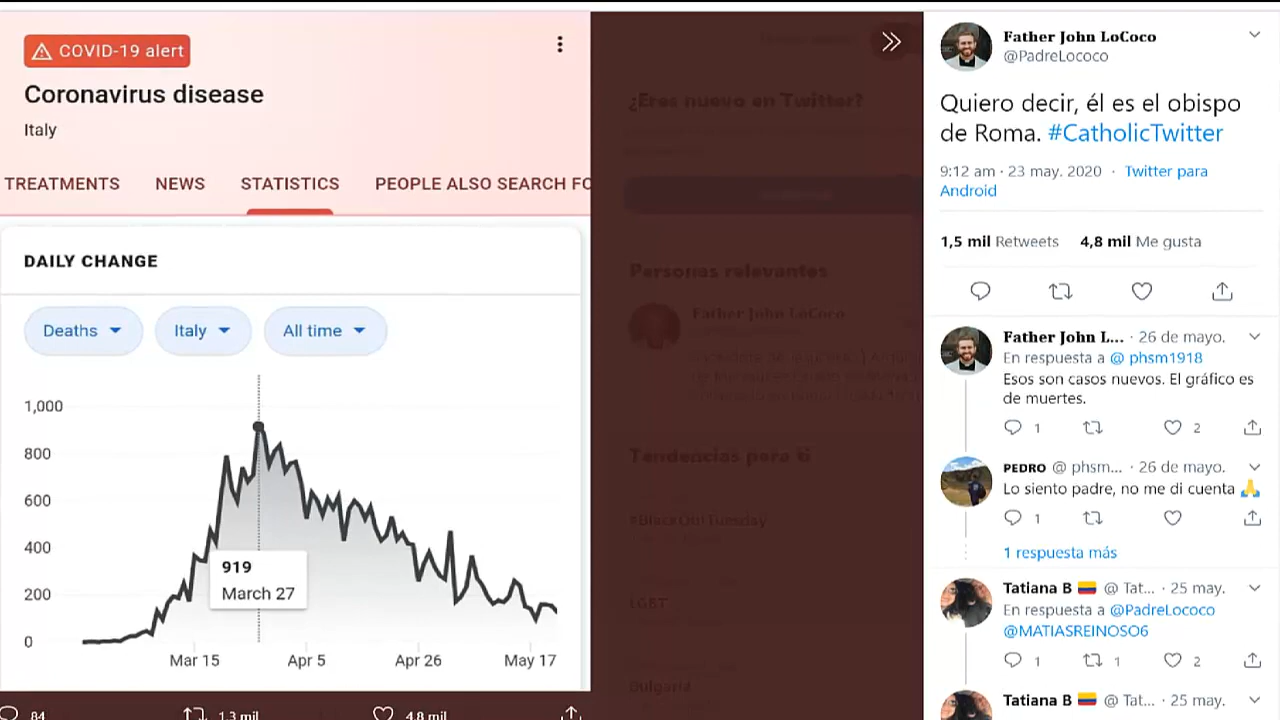 COVID-19 alert
Coronavirus disease
Italy
TREATMENTS NEWS STATISTICS PEOPLE ALSO SEARCH FO
DAILY CHANGE
Deaths Italy All time
1,000
800
600
400
200
0
919
March 27
Mar 15 Apr 5 Apr 26 May 17
84 1,3 mil 4,8 mil
¿Eres nuevo en Twitter?
Personas relevantes
Father John LoCoco
Tendencias para ti
#BlackOutTuesday
LGBT
Bulgaria
Father John LoCoco
@PadreLococo
Quiero decir, él es el obispo
de Roma. #CatholicTwitter
9:12 am · 23 may. 2020 · Twitter para
Android
1,5 mil Retweets 4,8 mil Me gusta
Father John L... · 26 de mayo.
En respuesta a @ phsm1918
Esos son casos nuevos. El gráfico es
de muertes.
1 2
PEDRO @ phsm... · 26 de mayo.
Lo siento padre, no me di cuenta 🙏
1
1 respuesta más
Tatiana B 🇨🇴 @ Tat... · 25 may.
En respuesta a @PadreLococo
@MATIASREINOSO6
1 1 2
Tatiana B 🇨🇴 @ Tat... · 25 may.